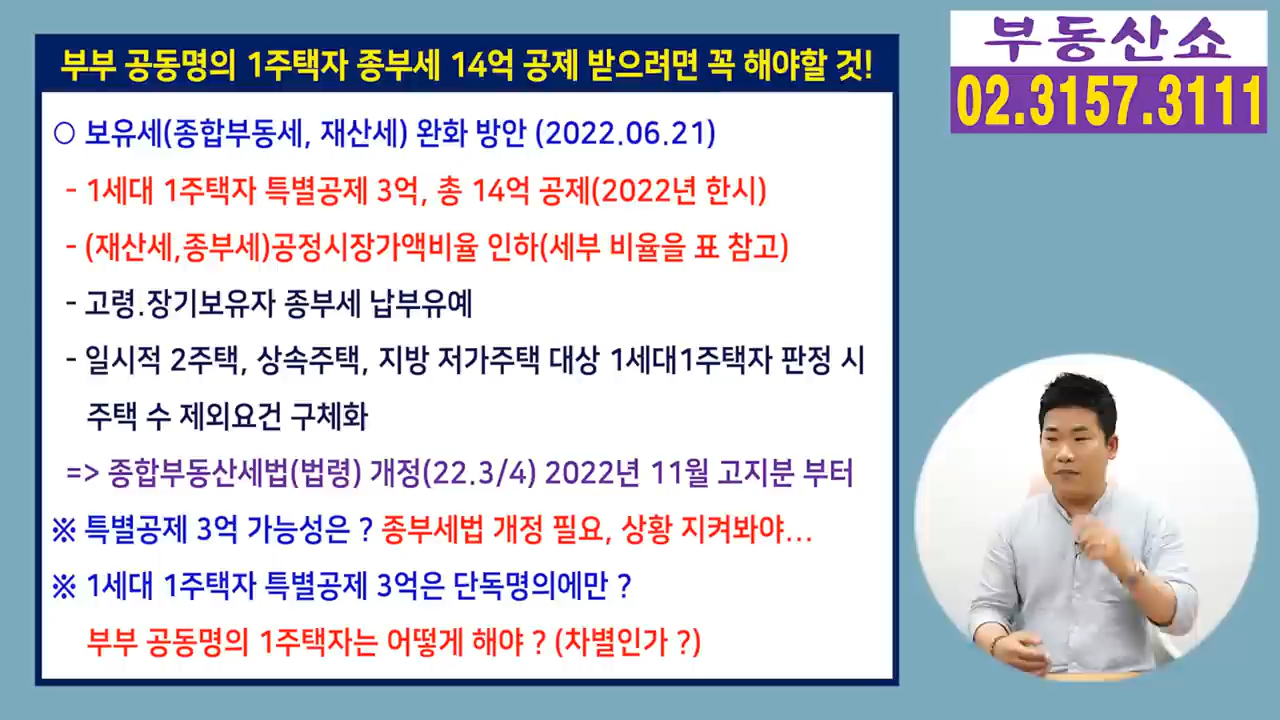 부부 공동명의 1주택자 종부세 14억 공제 받으려면 꼭 해야할 것!
○ 보유세(종합부동세, 재산세) 완화 방안 (2022.06.21)
- 1세대 1주택자 특별공제 3억, 총 14억 공제(2022년 한시)
- (재산세,종부세)공정시장가액비율 인하(세부 비율을 표 참고)
- 고령.장기보유자 종부세 납부유예
- 일시적 2주택, 상속주택, 지방 저가주택 대상 1세대1주택자 판정 시
주택 수 제외요건 구체화
=> 종합부동산세법(법령) 개정(22.3/4) 2022년 11월 고지분 부터
※ 특별공제 3억 가능성은 ? 종부세법 개정 필요, 상황 지켜봐야...
※ 1세대 1주택자 특별공제 3억은 단독명의에만 ?
부부 공동명의 1주택자는 어떻게 해야 ? (차별인가 ?)
부동산쇼
02.3157.3111